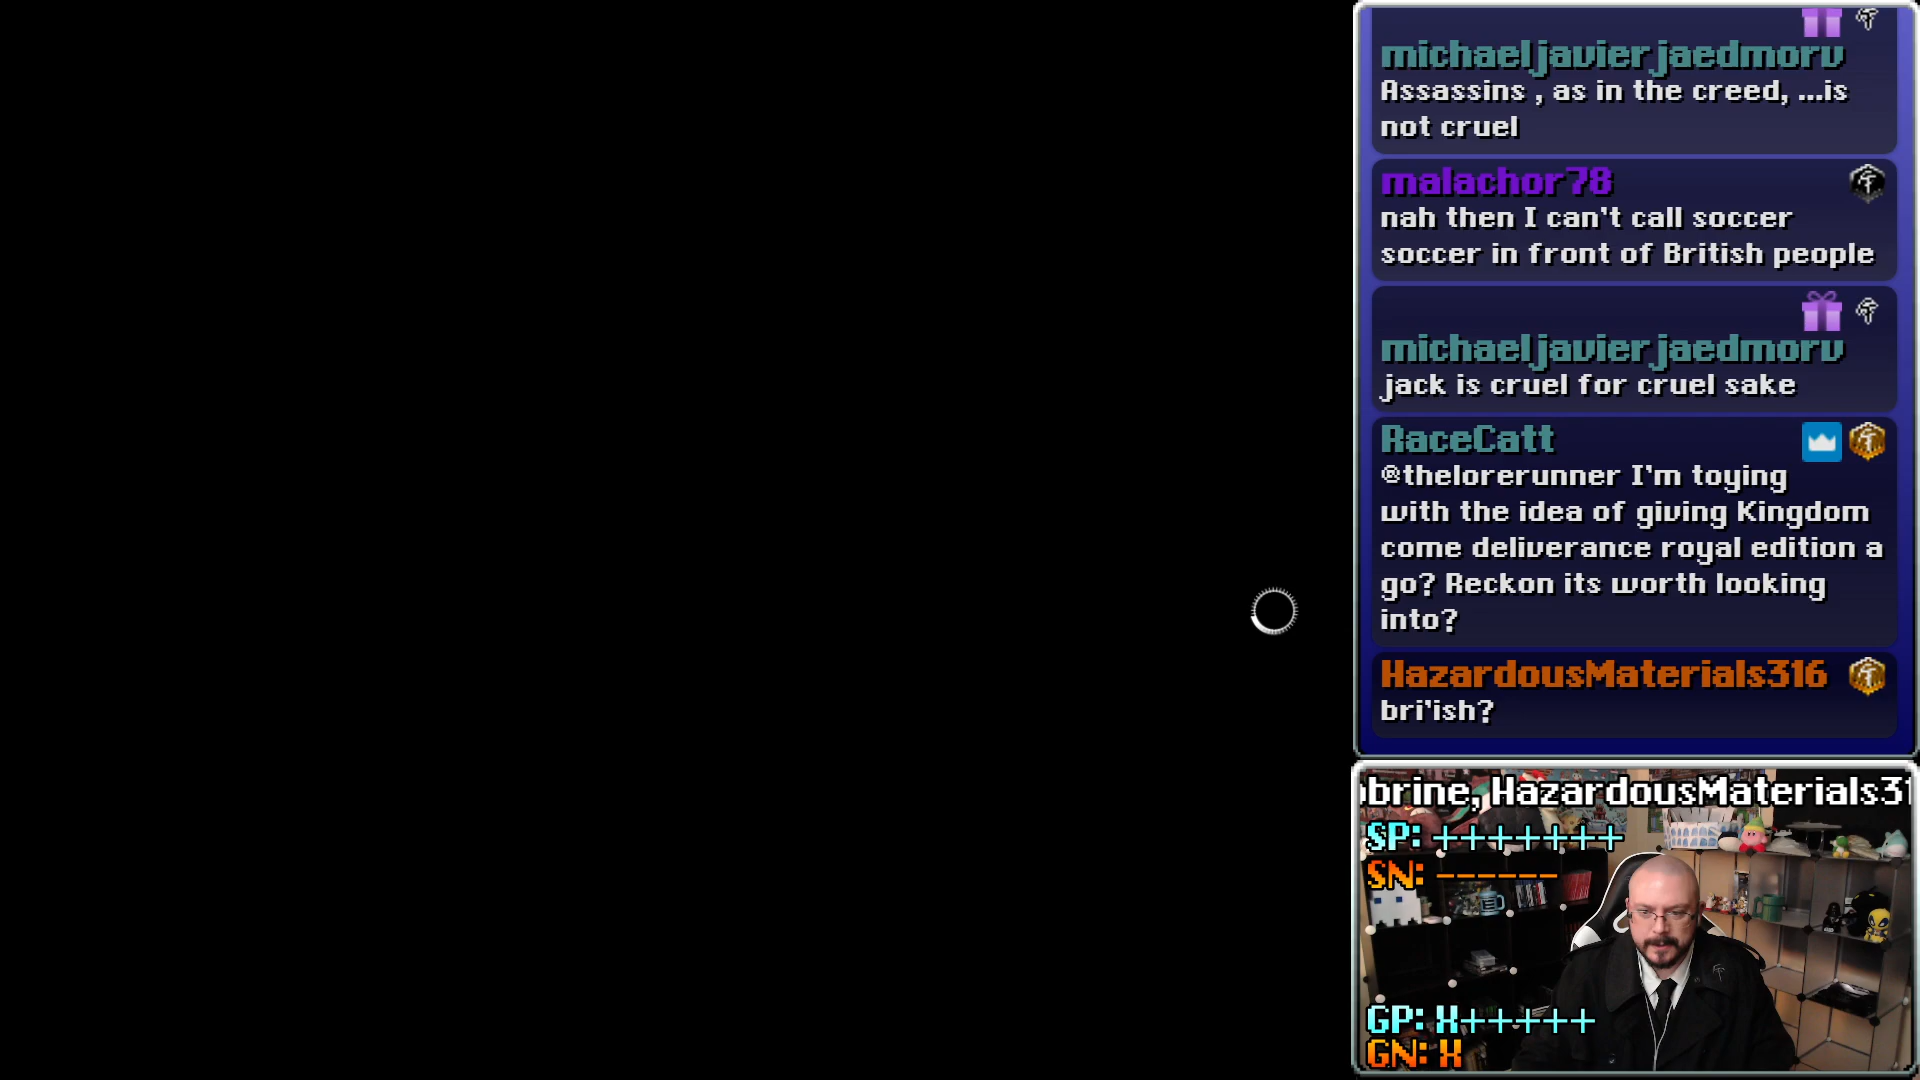 michaeljavierjaedmorv
Assassins , as in the creed, ...is
not cruel
malachor78
nah then I can't call soccer
soccer in front of British people
michaeljavierjaedmorv
jack is cruel for cruel sake
RaceCatt
@thelorerunner I'm toying
with the idea of giving Kingdom
come deliverance royal edition a
go? Reckon its worth looking
into?
HazardousMaterials316
bri'ish?
brine, HazardousMaterials31
SP: +++++++
SN: ------
GP: X+++++
GN: X